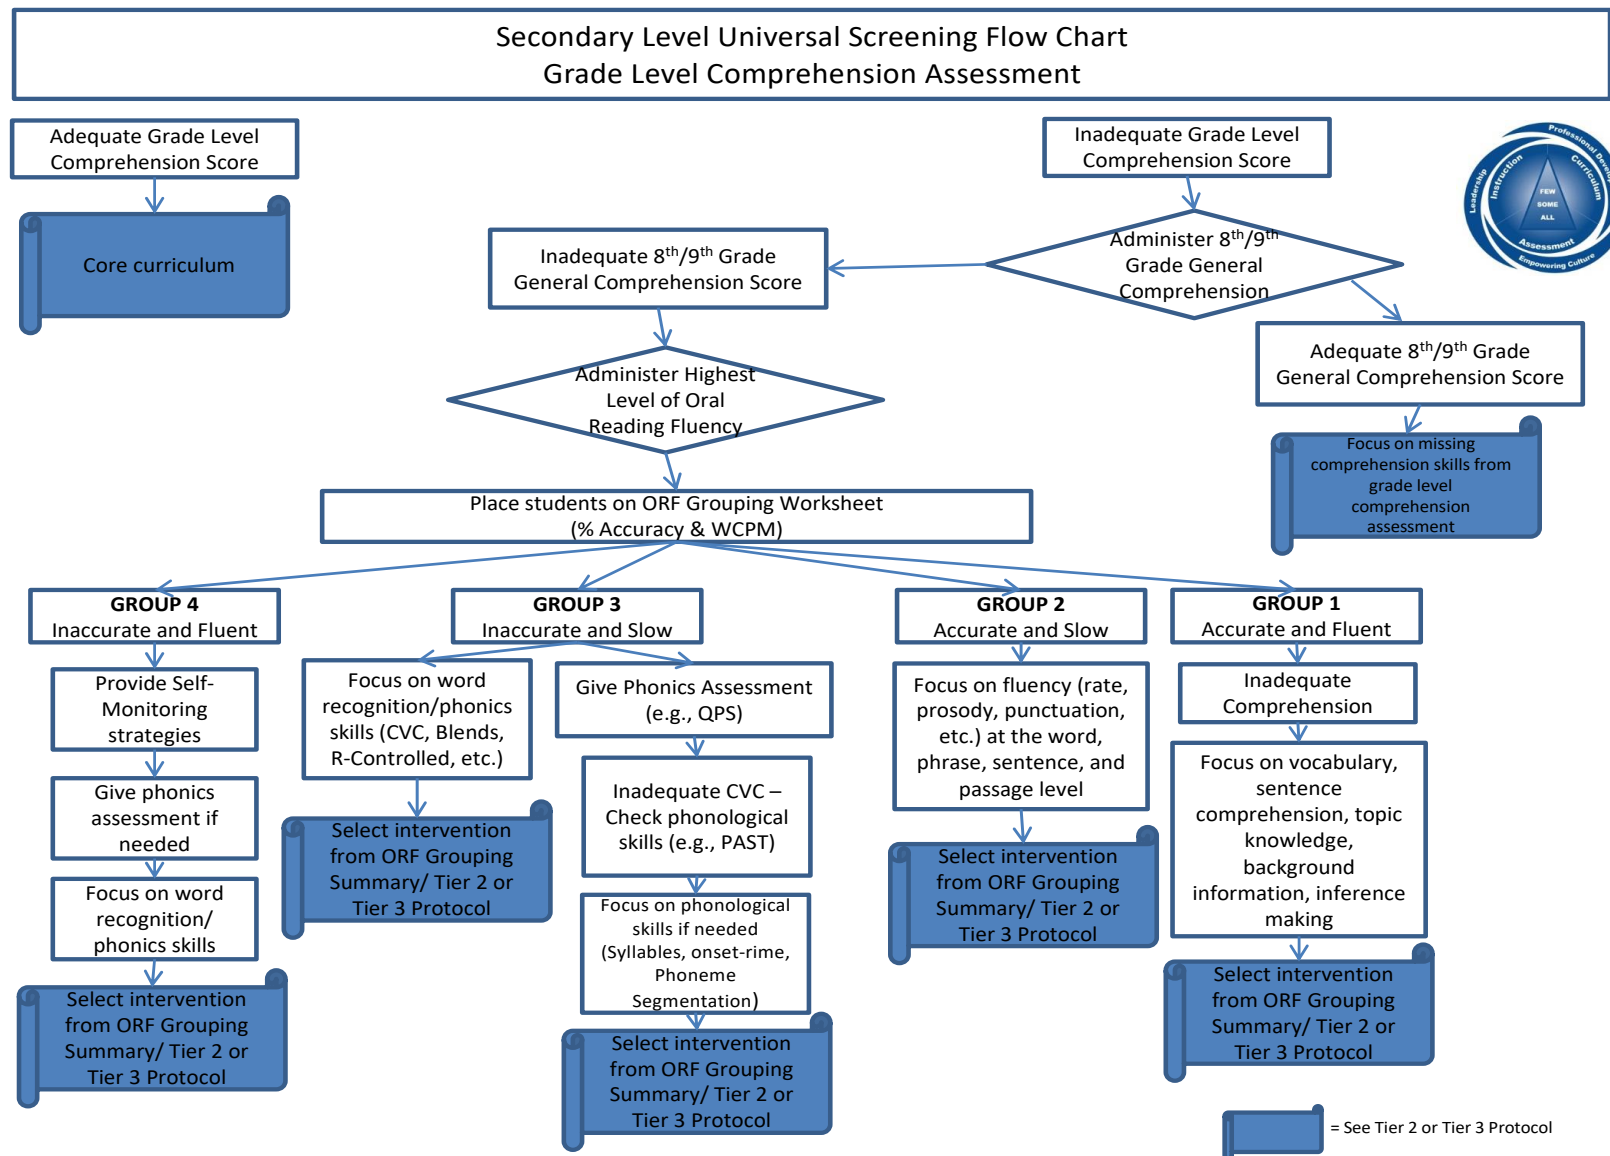 Secondary Level Universal Screening Flow Chart
Grade Level Comprehension Assessment
Adequate Grade Level
Comprehension Score
Core curriculum
Inadequate Grade Level
Comprehension Score
Administer 8th/9th
Grade General
Comprehension
Leadership
Professional Develop
Instruction
Curriculum
Assessment
Empowering Culture
FEW
SOME
ALL
Inadequate 8th/9th Grade
General Comprehension Score
Adequate 8th/9th Grade
General Comprehension Score
Focus on missing
comprehension skills from
grade level
comprehension
assessment
Administer Highest
Level of Oral
Reading Fluency
Place students on ORF Grouping Worksheet
(% Accuracy & WCPM)
GROUP 4
Inaccurate and Fluent
Provide Self-
Monitoring
strategies
Give phonics
assessment if
needed
Focus on word
recognition/
phonics skills
Select intervention
from ORF Grouping
Summary/ Tier 2 or
Tier 3 Protocol
GROUP 3
Inaccurate and Slow
Focus on word
recognition/phonics
skills (CVC, Blends,
R-Controlled, etc.)
Select intervention
from ORF Grouping
Summary/ Tier 2 or
Tier 3 Protocol
Give Phonics Assessment
(e.g., QPS)
Inadequate CVC –
Check phonological
skills (e.g., PAST)
Focus on phonological
skills if needed
(Syllables, onset-rime,
Phoneme
Segmentation)
Select intervention
from ORF Grouping
Summary/ Tier 2 or
Tier 3 Protocol
GROUP 2
Accurate and Slow
Focus on fluency (rate,
prosody, punctuation,
etc.) at the word,
phrase, sentence, and
passage level
Select intervention
from ORF Grouping
Summary/ Tier 2 or
Tier 3 Protocol
GROUP 1
Accurate and Fluent
Inadequate
Comprehension
Focus on vocabulary,
sentence
comprehension, topic
knowledge,
background
information, inference
making
Select intervention
from ORF Grouping
Summary/ Tier 2 or
Tier 3 Protocol
= See Tier 2 or Tier 3 Protocol